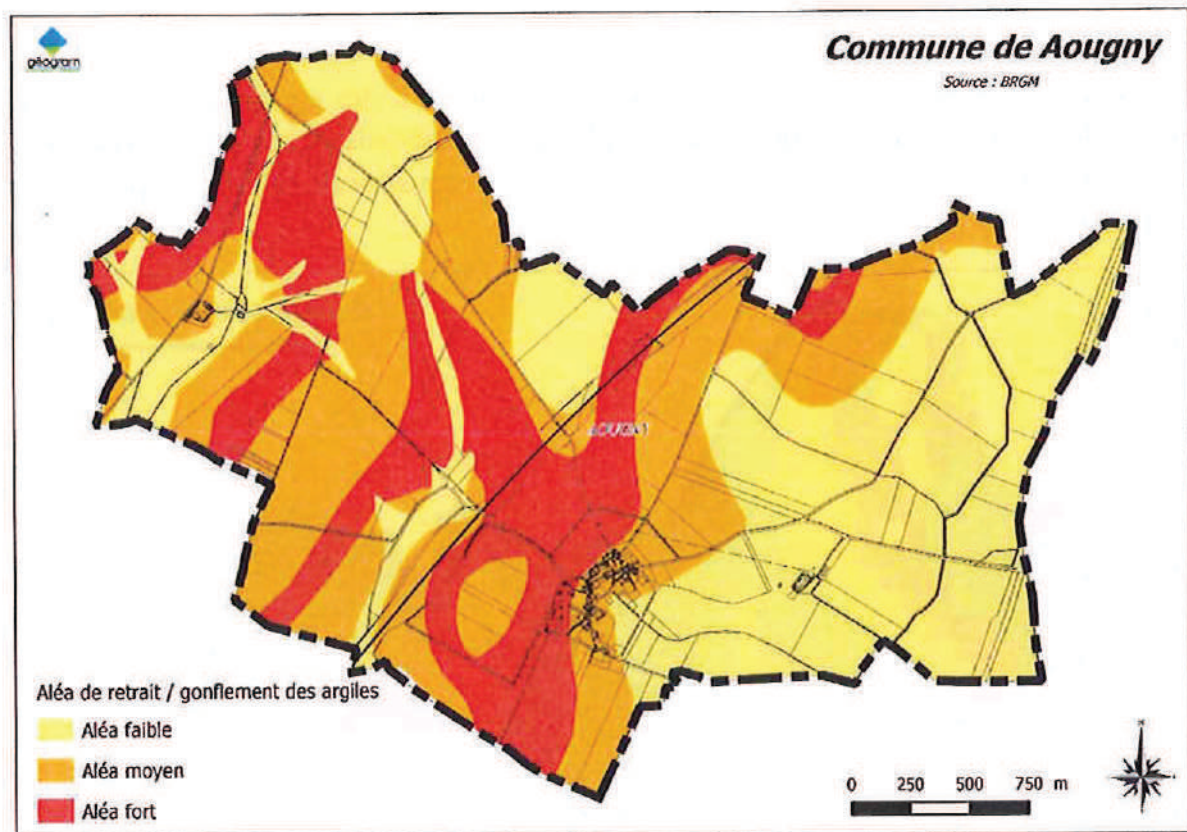 géogram
Commune de Aougny
Source : BRGM
AOUGNY
Aléa de retrait / gonflement des argiles
Aléa faible
Aléa moyen
Aléa fort
0 250 500 750 m